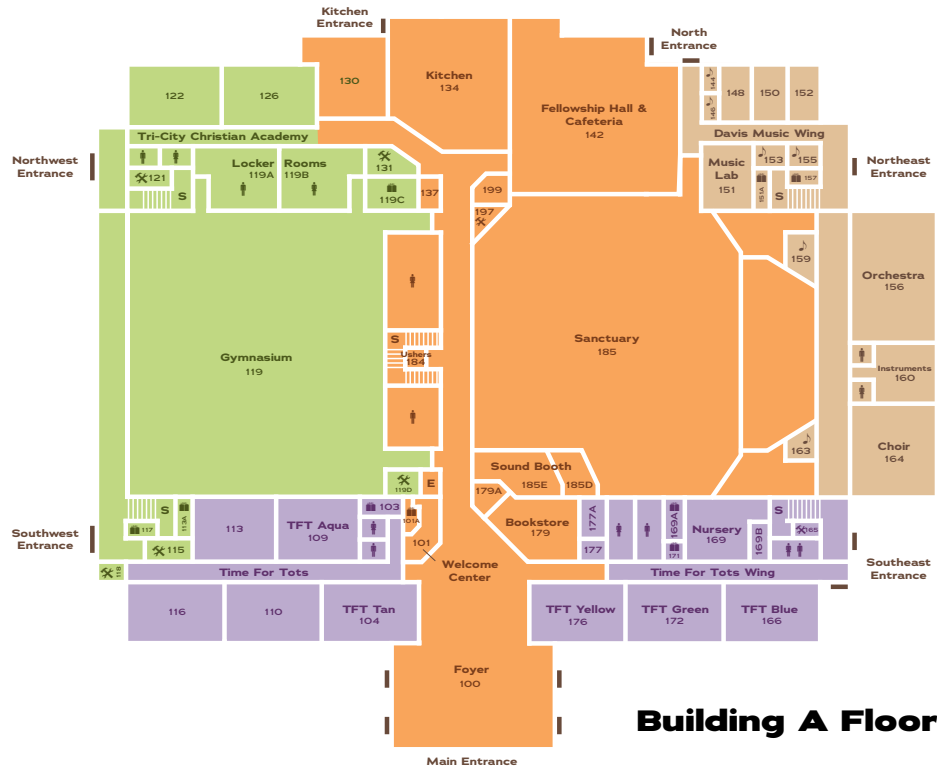 Kitchen
Entrance
North
Entrance
130
Kitchen
134
Fellowship Hall &
Cafeteria
142
144
146
148
150
152
122
126
Tri-City Christian Academy
Davis Music Wing
Northwest
Entrance
Northeast
Entrance
121
S
Locker Rooms
119A
119B
131
119C
137
199
197
Music
Lab
151
151A
153
155
157
S
159
Orchestra
156
Gymnasium
119
S
Ushers
184
Sanctuary
185
Instruments
160
163
Choir
164
Sound Booth
185E
185D
179A
119D
E
Southwest
Entrance
117
S
113A
115
118
113
TFT Aqua
109
103
101A
101
Welcome
Center
Bookstore
179
177A
177
169A
171
Nursery
169
169B
S
165
Southeast
Entrance
Time For Tots
Time For Tots Wing
116
110
TFT Tan
104
TFT Yellow
176
TFT Green
172
TFT Blue
166
Foyer
100
Building A Floor
Main Entrance